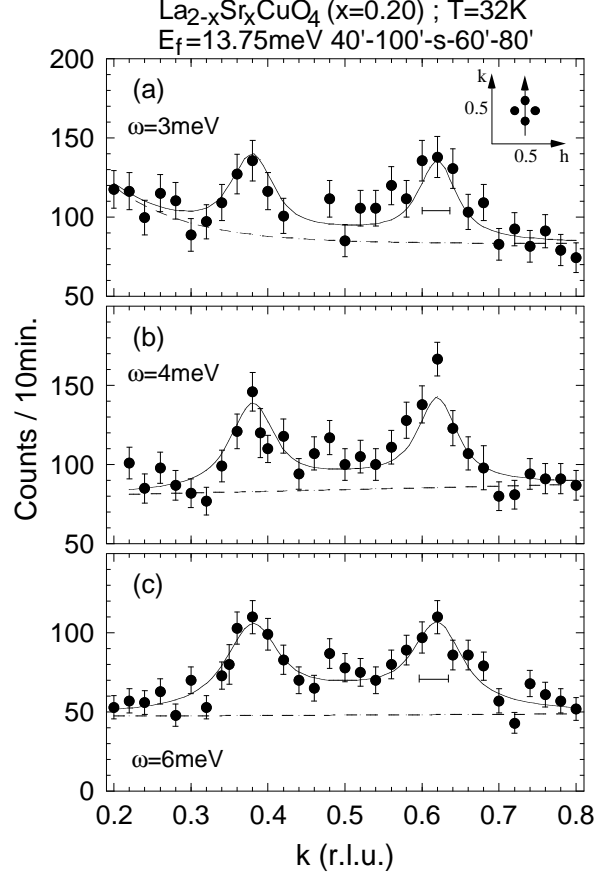 La2-xSrxCuO4 (x=0.20) ; T=32K
Ef=13.75meV 40'-100'-s-60'-80'
200
150
100
50
(a)
ω=3meV
k
0.5
0.5
h
150
100
50
(b)
ω=4meV
Counts / 10min.
100
50
0
(c)
ω=6meV
0.2
0.3
0.4
0.5
0.6
0.7
0.8
k (r.l.u.)